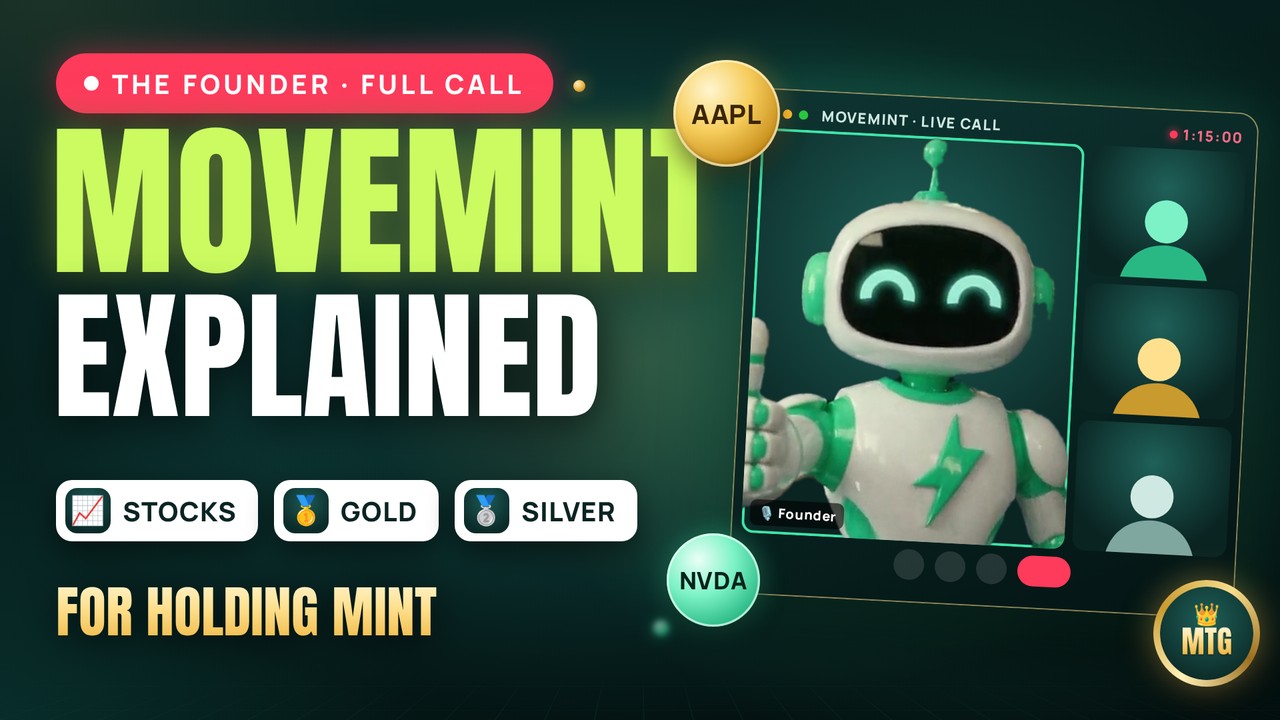 THE FOUNDER · FULL CALL
MOVEMINT
EXPLAINED
STOCKS
GOLD
SILVER
FOR HOLDING MINT
AAPL
MOVEMINT · LIVE CALL
1:15:00
Founder
NVDA
MTG